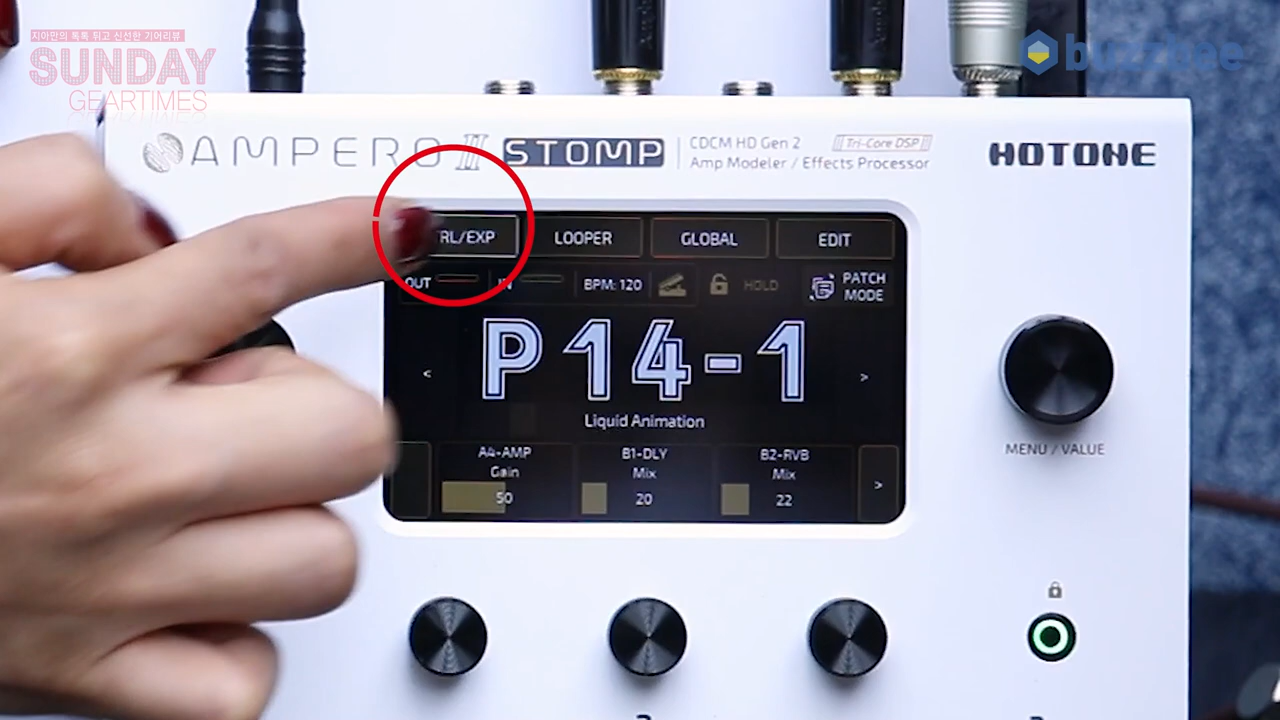 지아만의 톡톡 튀고 신선한 기어리뷰
SUNDAY
GEARTIMES
buzzbee
AMPERO II STOMP
CDCM HD Gen 2
Tri-Core DSP
Amp Modeler / Effects Processor
HOTONE
TRL/EXP
LOOPER
GLOBAL
EDIT
OUT
IN
BPM: 120
HOLD
PATCH
MODE
P14-1
<
>
Liquid Animation
A4-AMP
Gain
50
B1-DLY
Mix
20
B2-RVB
Mix
22
>
MENU / VALUE